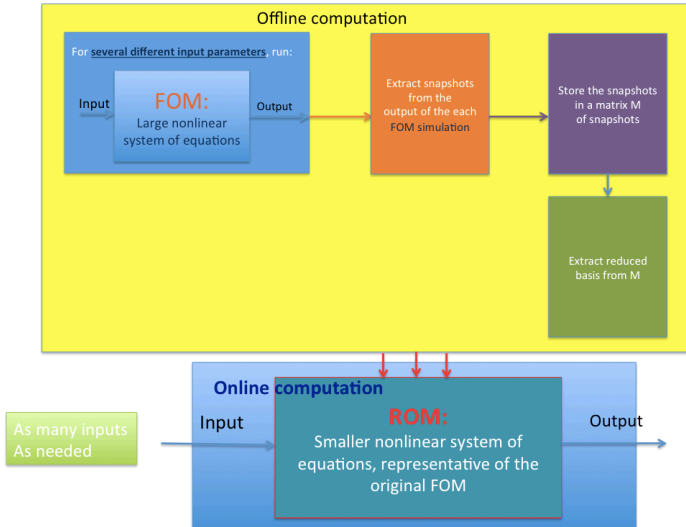 Offline computation
For several different input parameters, run:
Input
FOM:
Large nonlinear
system of equations
Output
Extract snapshots
from the
output of the each
FOM simulation
Store the snapshots
in a matrix M
of snapshots
Extract reduced
basis from M
Online computation
As many inputs
As needed
Input
ROM:
Smaller nonlinear system of
equations, representative of the
original FOM
Output